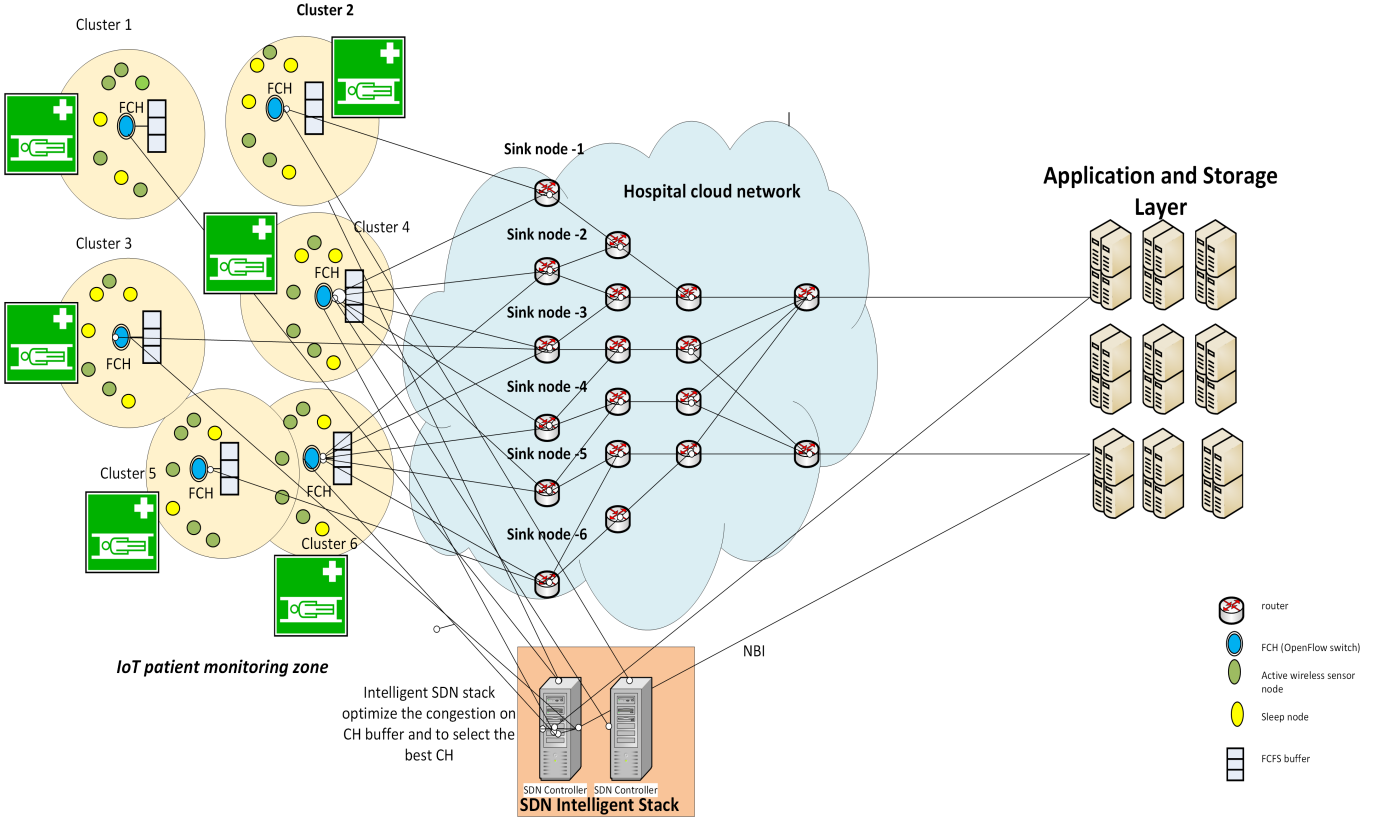 Cluster 1
Cluster 2
FCH
FCH
Sink node -1
Hospital cloud network
Application and Storage
Layer
Cluster 3
Cluster 4
Sink node -2
FCH
Sink node -3
FCH
Sink node -4
Cluster 5
Sink node -5
FCH
FCH
Sink node -6
Cluster 6
IoT patient monitoring zone
NBI
Intelligent SDN stack
optimize the congestion on
CH buffer and to select the
best CH
SDN Controller
SDN Controller
SDN Intelligent Stack
router
FCH (OpenFlow switch)
Active wireless sensor
node
Sleep node
FCFS buffer